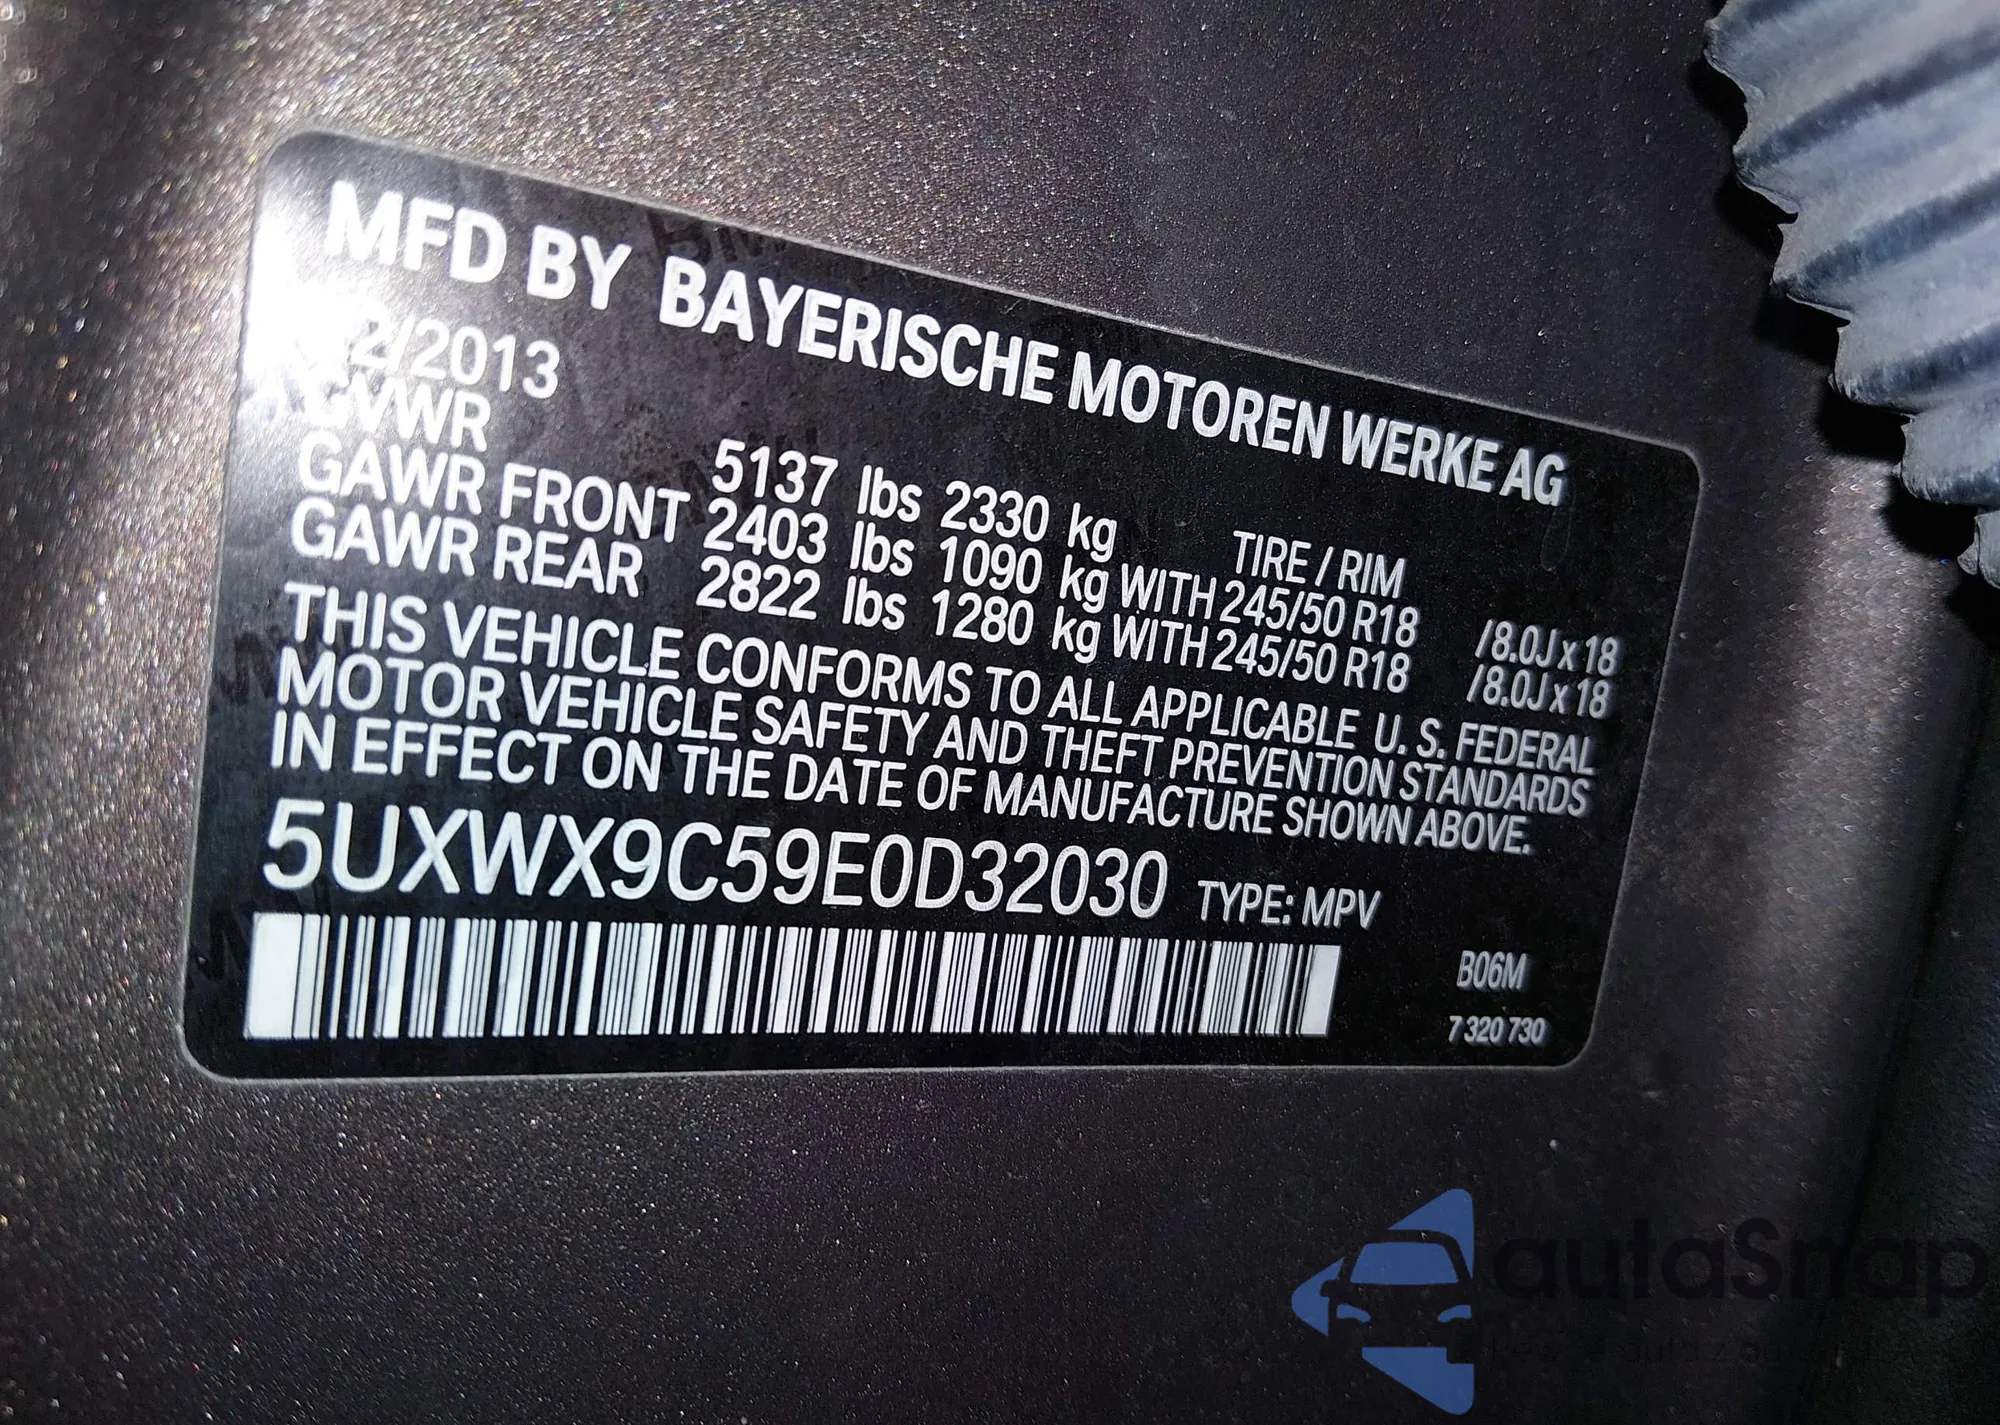 MFD BY BAYERISCHE MOTOREN WERKE AG
2/2013
GVWR 5137 lbs 2330 kg TIRE / RIM
GAWR FRONT 2403 lbs 1090 kg WITH 245/50 R18 /8.0J x 18
GAWR REAR 2822 lbs 1280 kg WITH 245/50 R18 /8.0J x 18
THIS VEHICLE CONFORMS TO ALL APPLICABLE U. S. FEDERAL
MOTOR VEHICLE SAFETY AND THEFT PREVENTION STANDARDS
IN EFFECT ON THE DATE OF MANUFACTURE SHOWN ABOVE.
5UXWX9C59E0D32030 TYPE: MPV
B06M
7 320 730
autaSnap